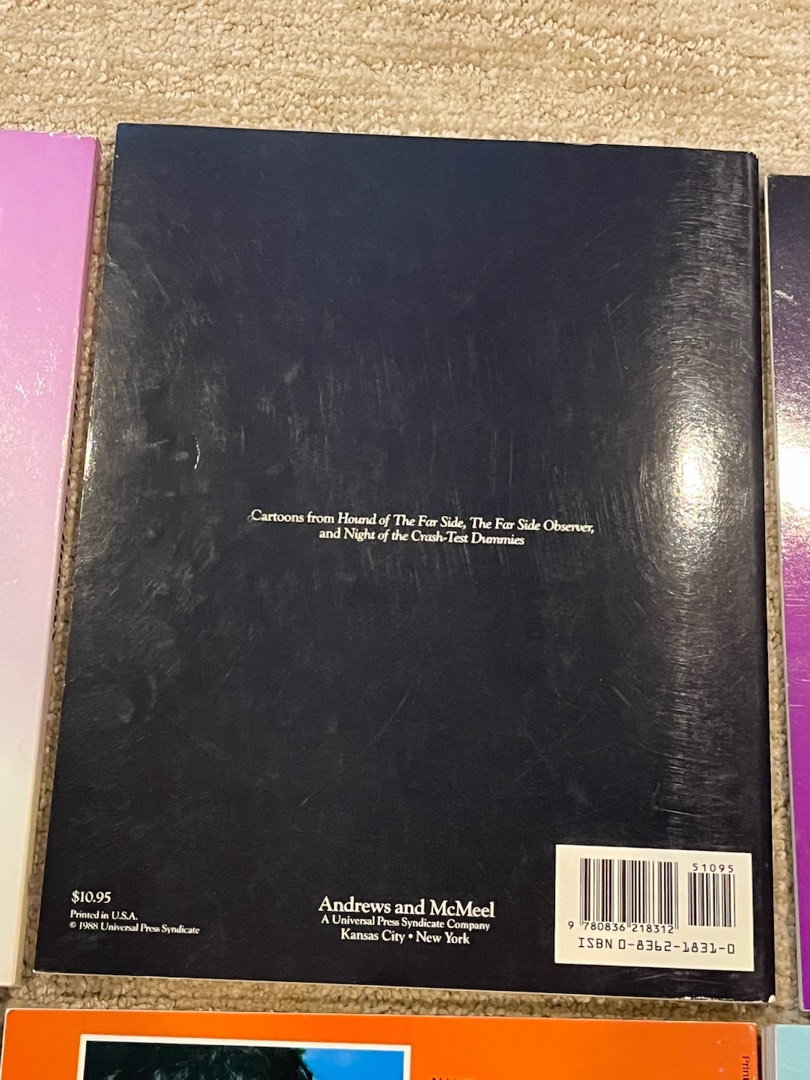 Cartoons from Hound of The Far Side, The Far Side Observer,
and Night of the Crash-Test Dummies
$10.95
Printed in U.S.A.
© 1988 Universal Press Syndicate
Andrews and McMeel
A Universal Press Syndicate Company
Kansas City • New York
51095
9 780836 218312
ISBN 0-8362-1831-0